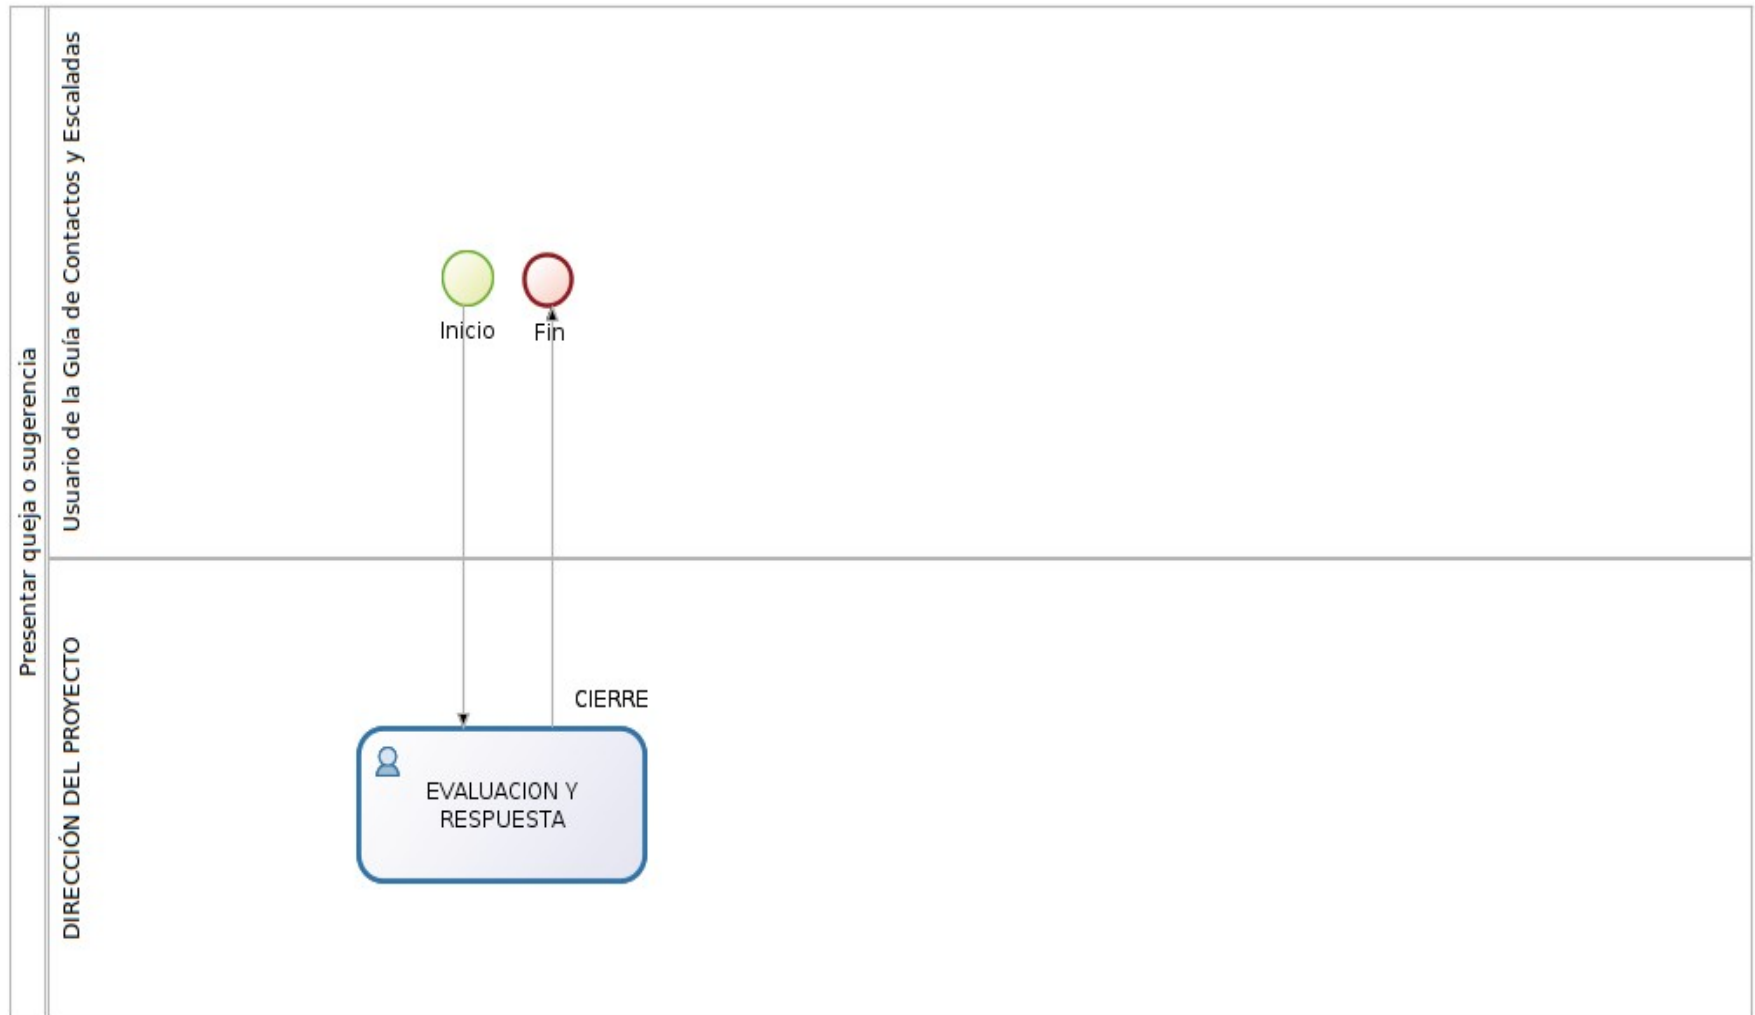 Presentar queja o sugerencia
Usuario de la Guía de Contactos y Escaladas
Inicio
Fin
DIRECCIÓN DEL PROYECTO
CIERRE
EVALUACION Y
RESPUESTA